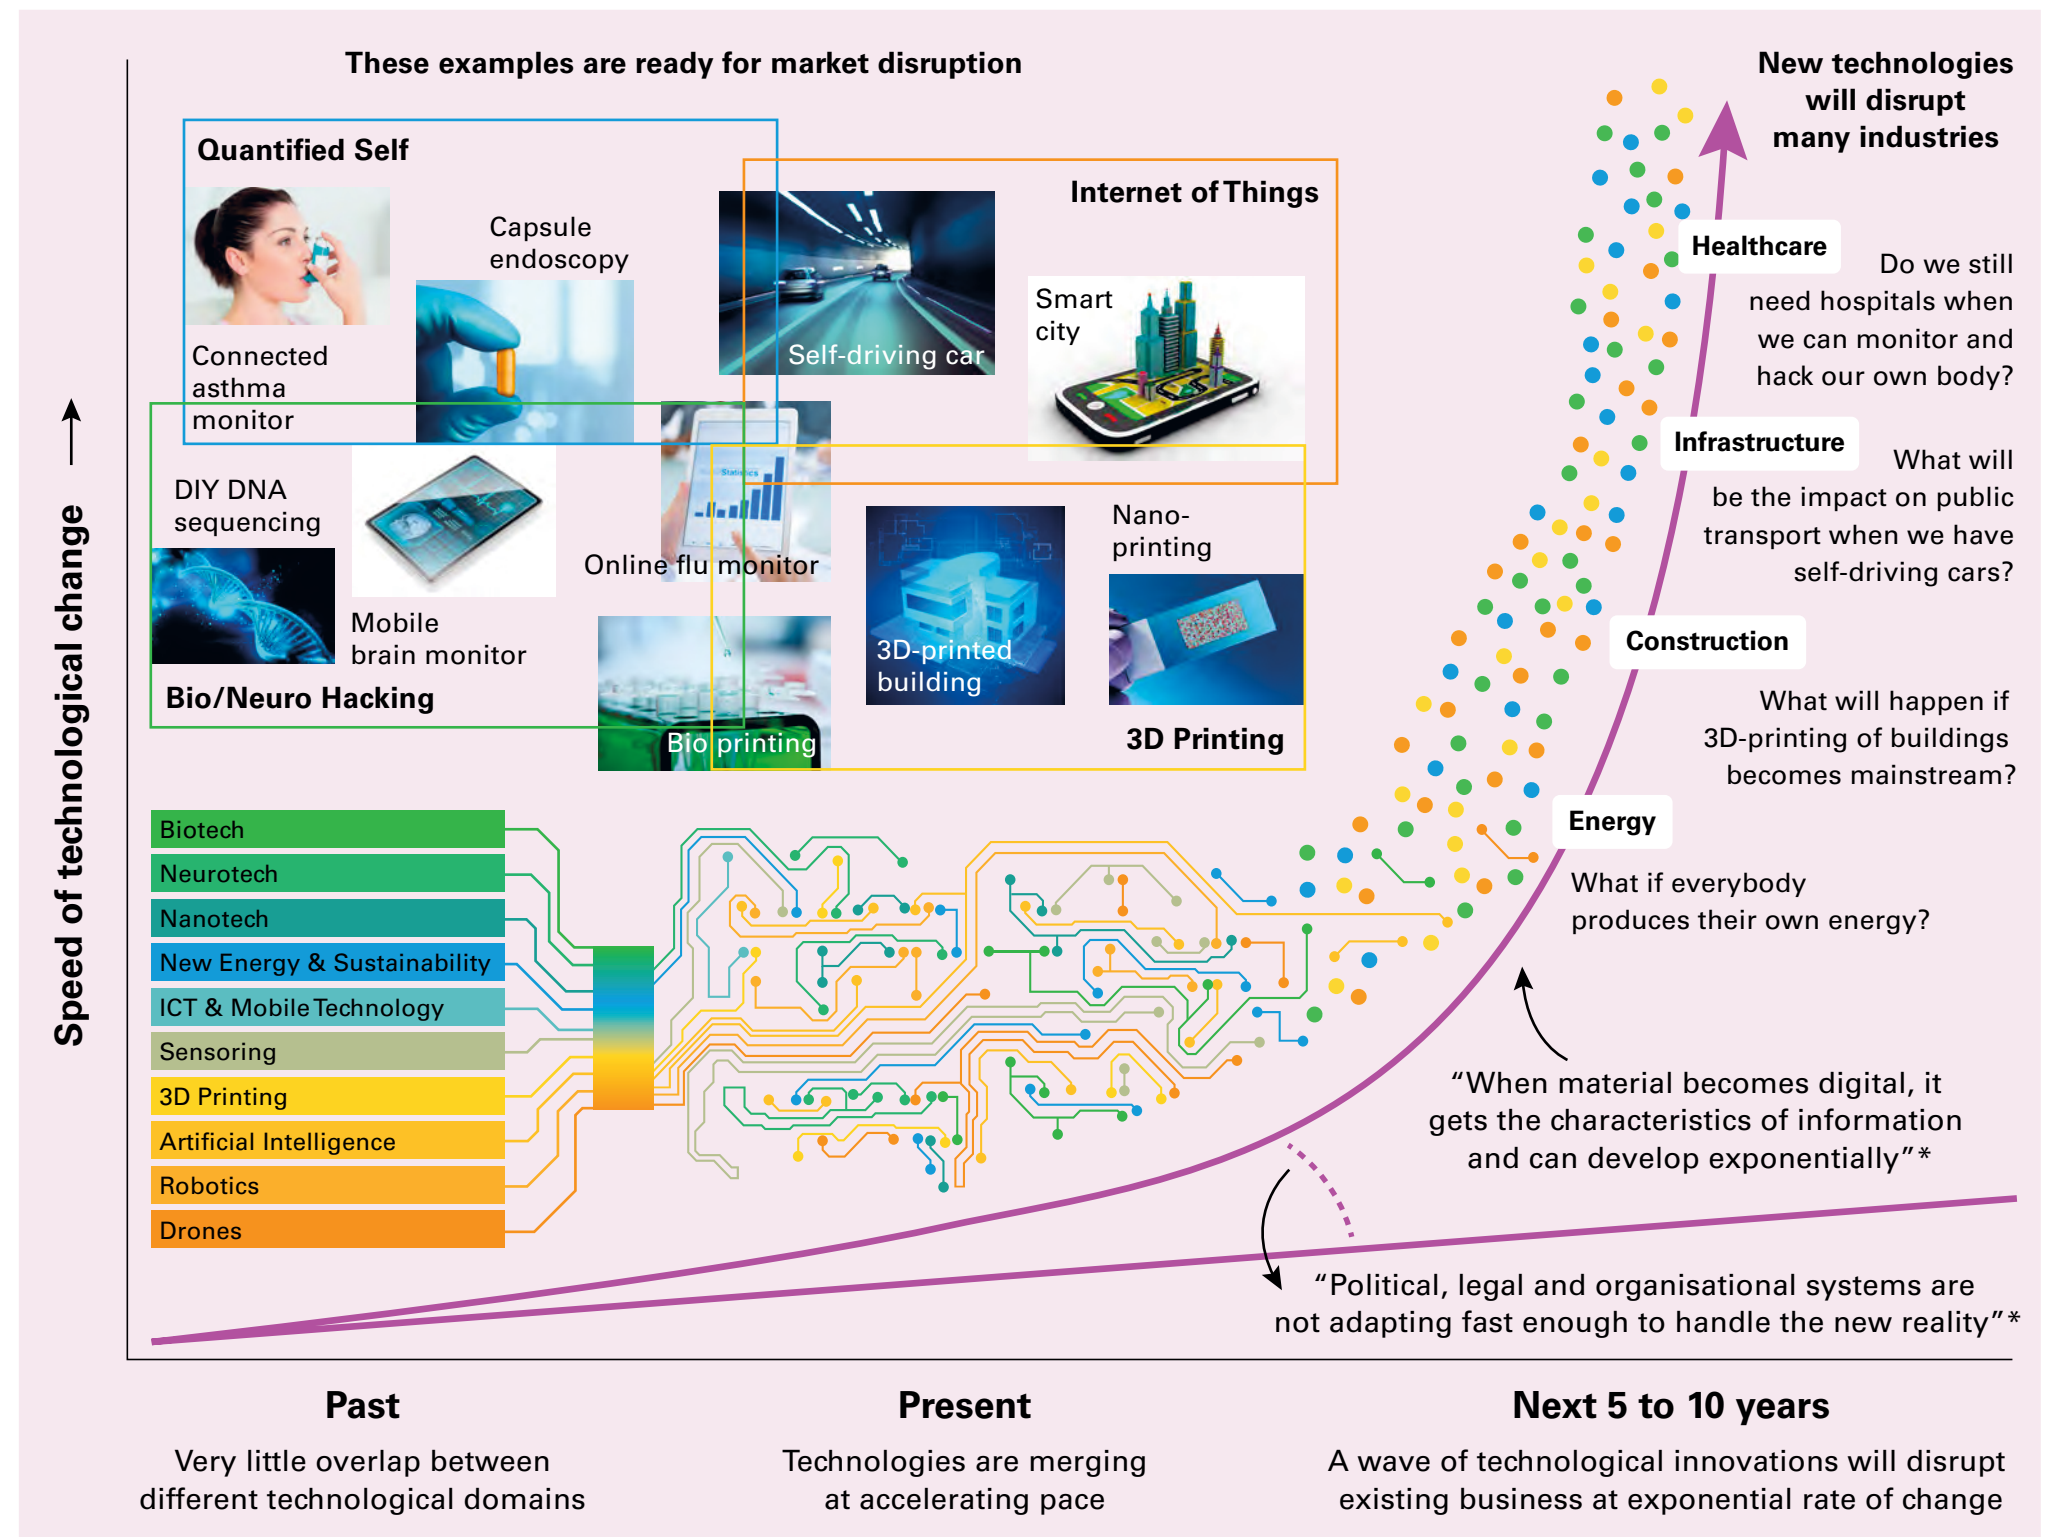 These examples are ready for market disruption
New technologies
will disrupt
many industries
Quantified Self
Connected
asthma
monitor
Capsule
endoscopy
Internet of Things
Self-driving car
Smart
city
DIY DNA
sequencing
Mobile
brain monitor
Bio/Neuro Hacking
Statistics
Online flu monitor
Bio printing
3D-printed
building
Nano-
printing
3D Printing
Speed of technological change
Biotech
Neurotech
Nanotech
New Energy & Sustainability
ICT & Mobile Technology
Sensoring
3D Printing
Artificial Intelligence
Robotics
Drones
Healthcare
Do we still
need hospitals when
we can monitor and
hack our own body?
Infrastructure
What will
be the impact on public
transport when we have
self-driving cars?
Construction
What will happen if
3D-printing of buildings
becomes mainstream?
Energy
What if everybody
produces their own energy?
“When material becomes digital, it
gets the characteristics of information
and can develop exponentially”*
“Political, legal and organisational systems are
not adapting fast enough to handle the new reality”*
Past
Very little overlap between
different technological domains
Present
Technologies are merging
at accelerating pace
Next 5 to 10 years
A wave of technological innovations will disrupt
existing business at exponential rate of change